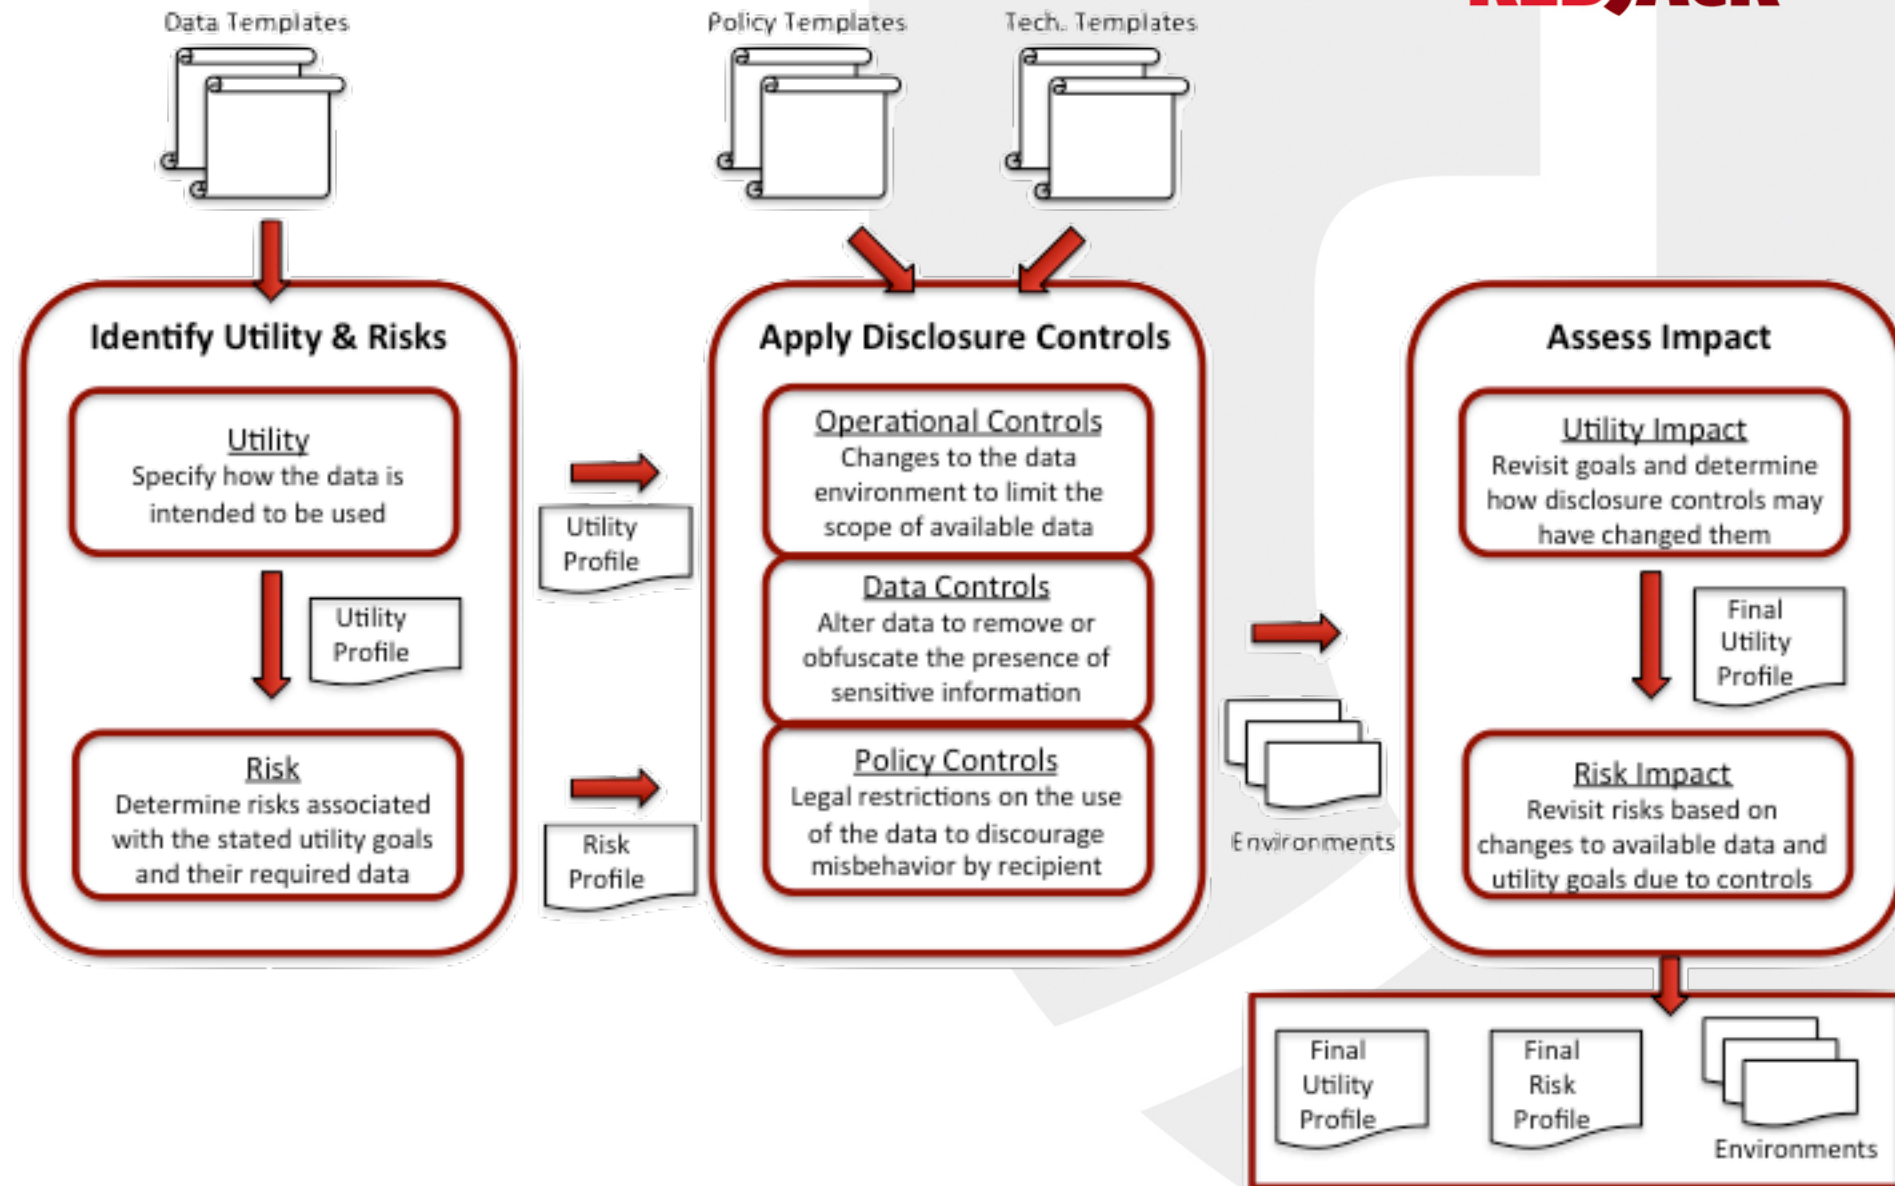 REDJACK
Data Templates
Policy Templates
Tech. Templates
Identify Utility & Risks
Utility
Specify how the data is
intended to be used
Utility
Profile
Risk
Determine risks associated
with the stated utility goals
and their required data
Utility
Profile
Risk
Profile
Apply Disclosure Controls
Operational Controls
Changes to the data
environment to limit the
scope of available data
Data Controls
Alter data to remove or
obfuscate the presence of
sensitive information
Policy Controls
Legal restrictions on the use
of the data to discourage
misbehavior by recipient
Environments
Assess Impact
Utility Impact
Revisit goals and determine
how disclosure controls may
have changed them
Final
Utility
Profile
Risk Impact
Revisit risks based on
changes to available data and
utility goals due to controls
Final
Utility
Profile
Final
Risk
Profile
Environments